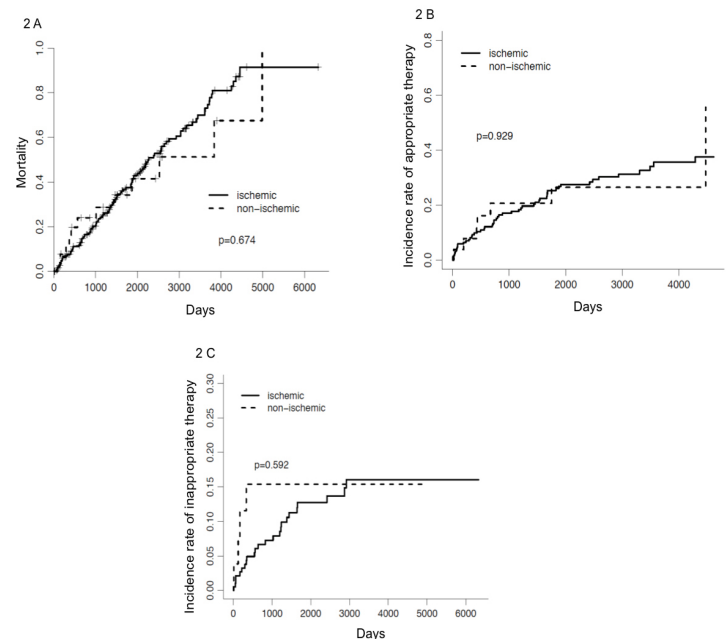 2 A
Mortality
1.0
0.8
0.6
0.4
0.2
0.0
ischemic
non-ischemic
p=0.674
0 1000 2000 3000 4000 5000 6000
Days
2 B
Incidence rate of appropriate therapy
0.8
0.6
0.4
0.2
0.0
ischemic
non-ischemic
p=0.929
0 1000 2000 3000 4000
Days
2 C
Incidence rate of inappropriate therapy
0.30
0.25
0.20
0.15
0.10
0.05
0.00
ischemic
non-ischemic
p=0.592
0 1000 2000 3000 4000 5000 6000
Days